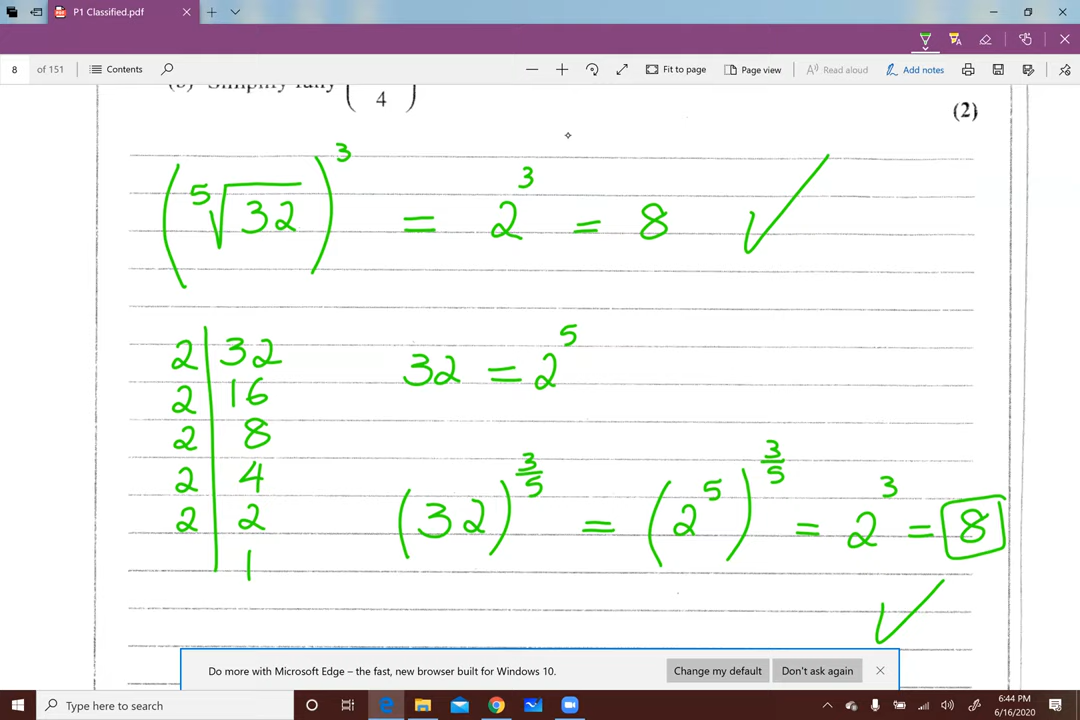 P1 Classified.pdf
8 of 151 Contents Fit to page Page view Read aloud Add notes
4
(2)
(⁵√32)³ = 2³ = 8 ✓
2 | 32
2 | 16
2 | 8
2 | 4
2 | 2
1
32 = 2⁵
(32)^(3/5) = (2⁵)^(3/5) = 2³ = 8
✓
Do more with Microsoft Edge – the fast, new browser built for Windows 10. Change my default Don't ask again
Type here to search
6:44 PM
6/16/2020